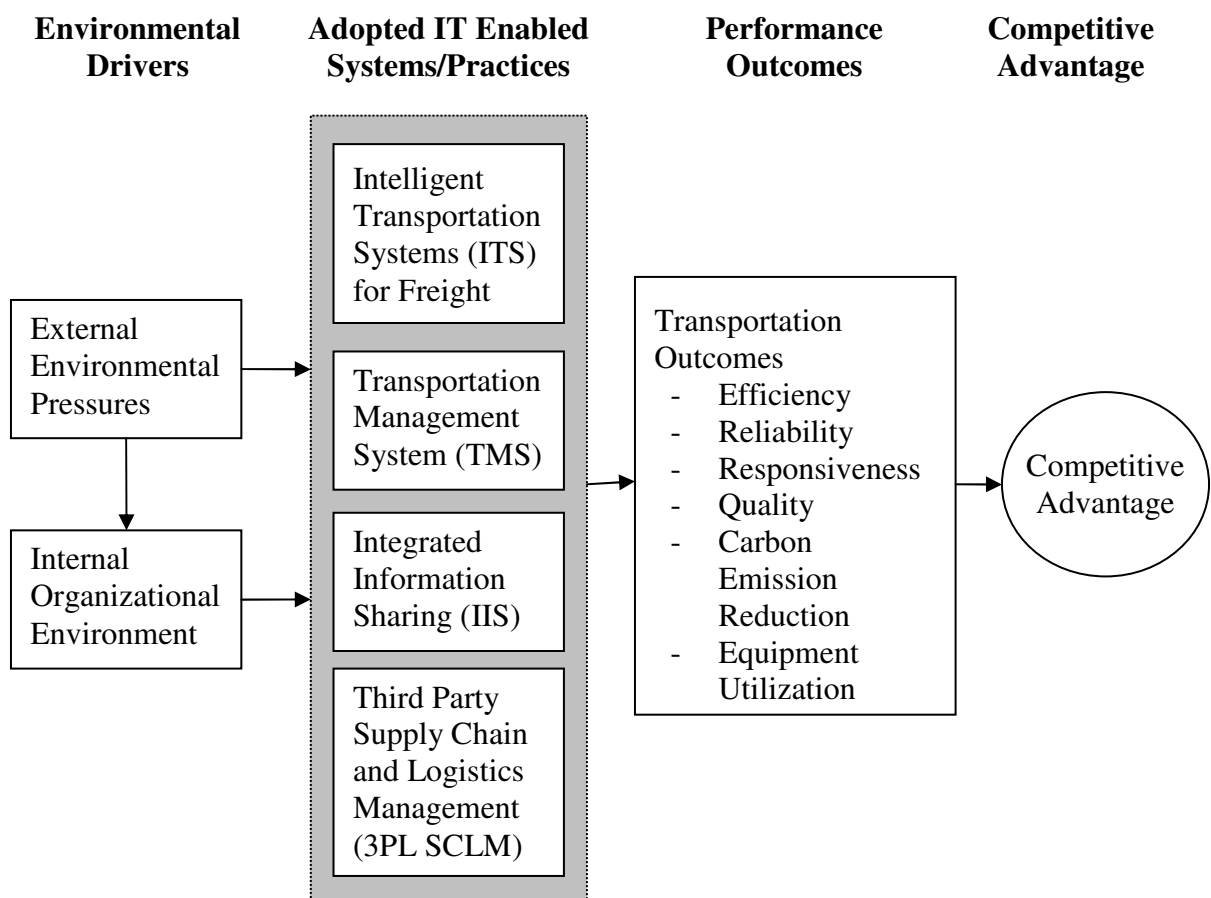 Environmental
Drivers
Adopted IT Enabled
Systems/Practices
Performance
Outcomes
Competitive
Advantage
External
Environmental
Pressures
Internal
Organizational
Environment
Intelligent
Transportation
Systems (ITS)
for Freight
Transportation
Management
System (TMS)
Integrated
Information
Sharing (IIS)
Third Party
Supply Chain
and Logistics
Management
(3PL SCLM)
Transportation
Outcomes
- Efficiency
- Reliability
- Responsiveness
- Quality
- Carbon
Emission
Reduction
- Equipment
Utilization
Competitive
Advantage